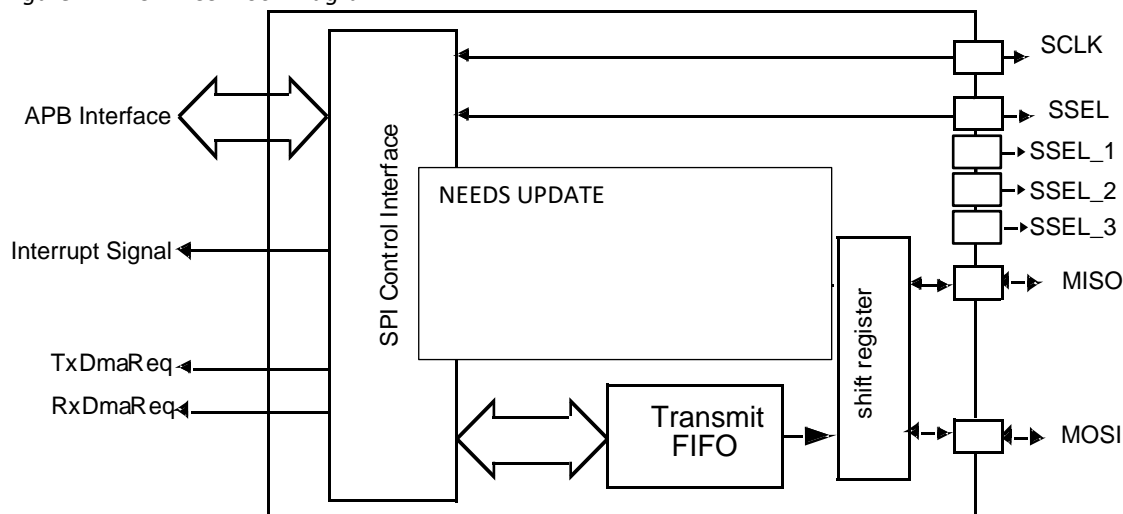 SCLK
APB Interface
SSEL
SSEL_1
SPI Control Interface
NEEDS UPDATE
SSEL_2
SSEL_3
Interrupt Signal
MISO
shift register
TxDmaReq
RxDmaReq
Transmit
FIFO
MOSI